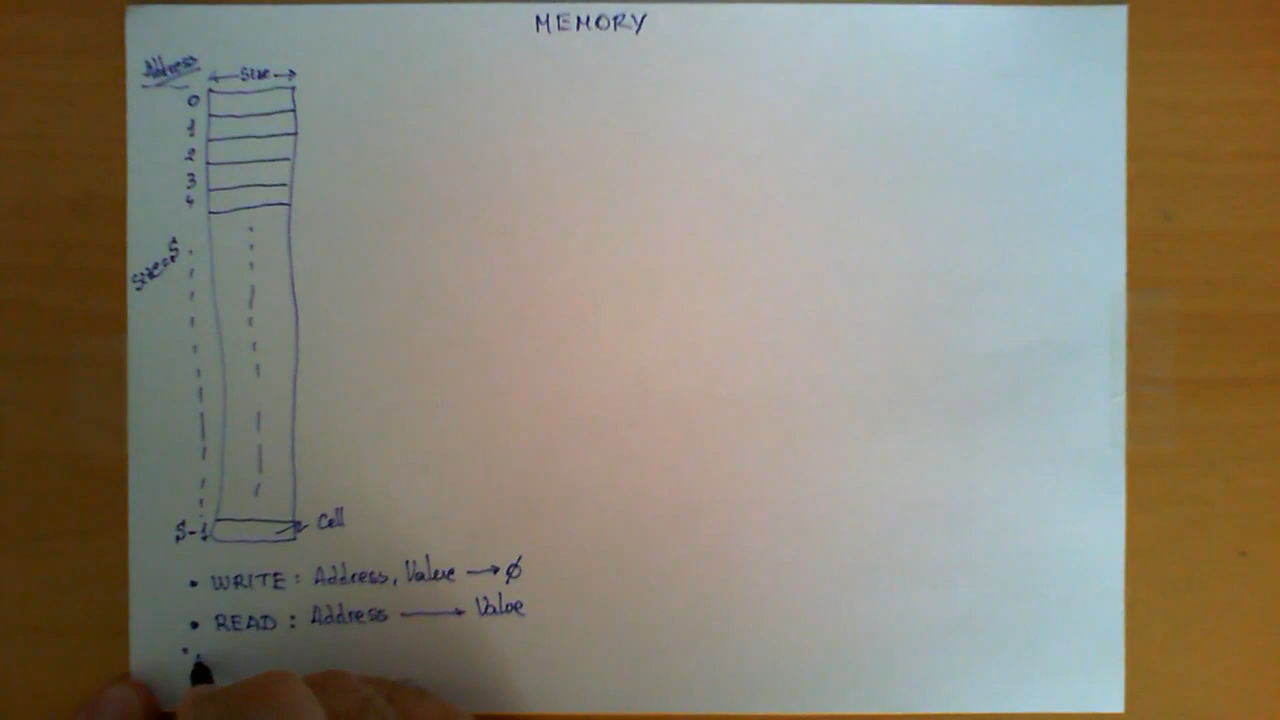 MEMORY
Address
Size
0
1
2
3
4
Size=S
S-1
Cell
• WRITE: Address, Value → ∅
• READ: Address → Value